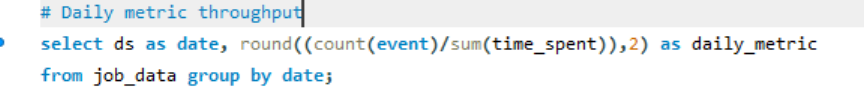 # Daily metric throughput
select ds as date, round((count(event)/sum(time_spent)),2) as daily_metric
from job_data group by date;